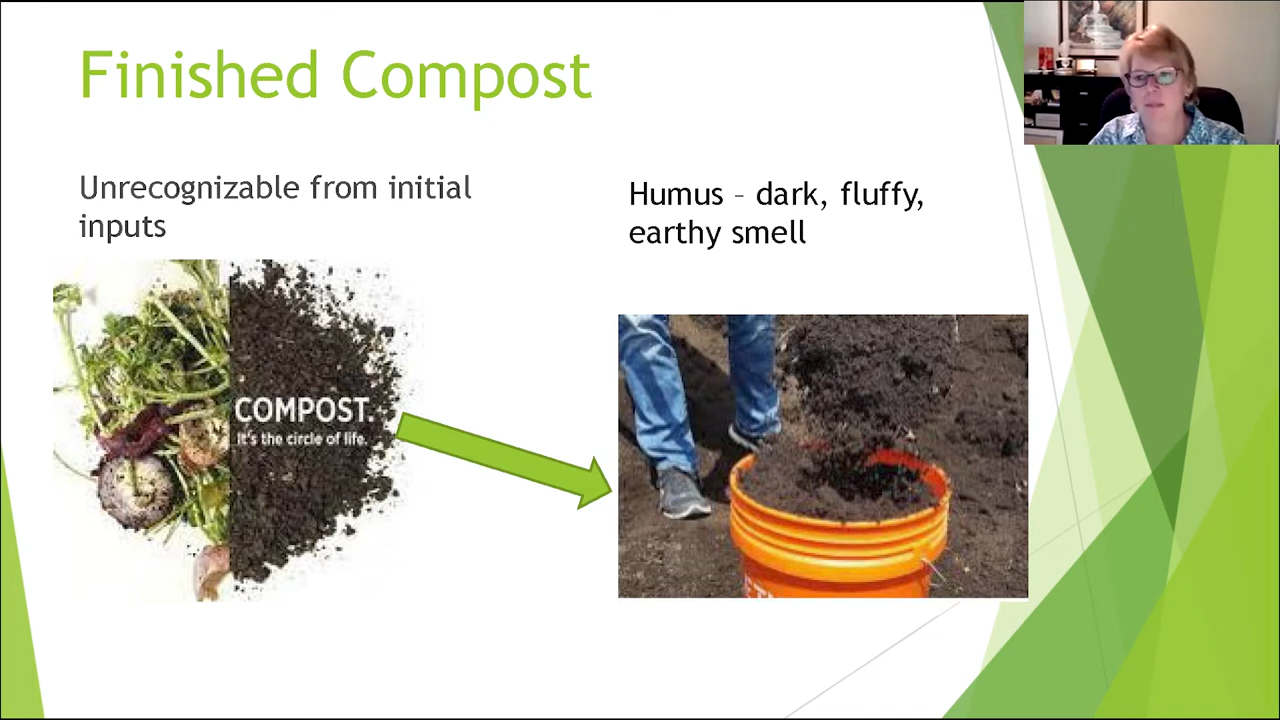 Finished Compost
Unrecognizable from initial
inputs
Humus – dark, fluffy,
earthy smell
COMPOST.
It's the circle of life.